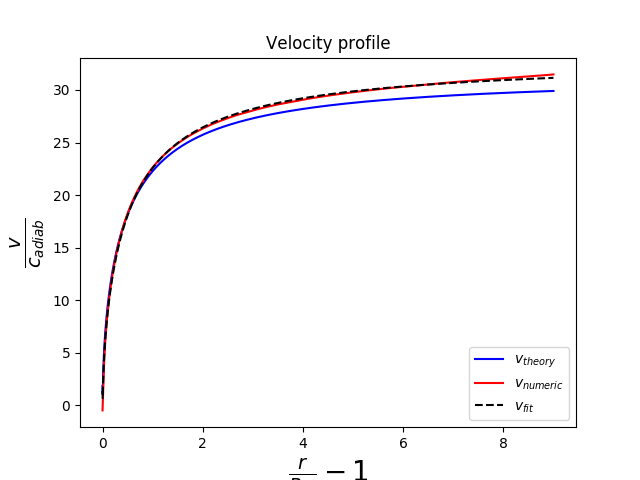 Velocity profile
30
25
20
15
10
5
0
v/c_adiab
0 2 4 6 8
r/ − 1
v_theory
v_numeric
v_fit